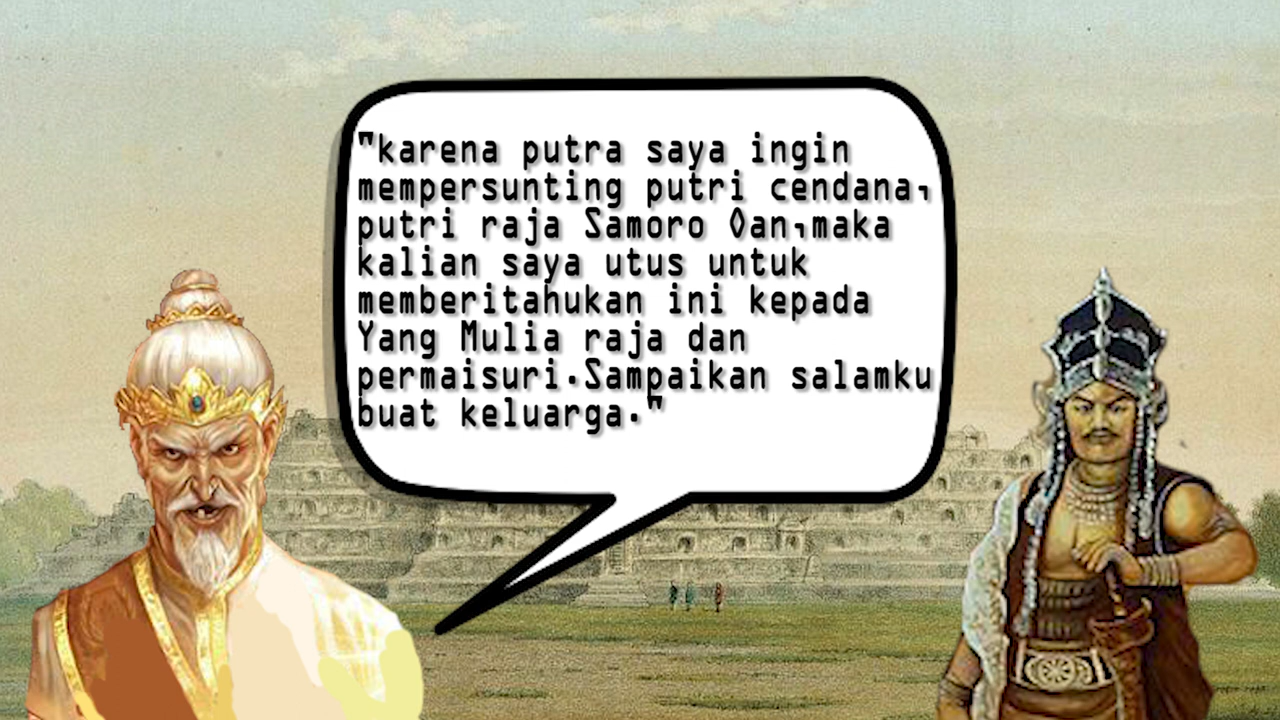 "karena putra saya ingin
mempersunting putri cendana,
putri raja Samoro Oan,maka
kalian saya utus untuk
memberitahukan ini kepada
Yang Mulia raja dan
permaisuri.Sampaikan salamku
buat keluarga."